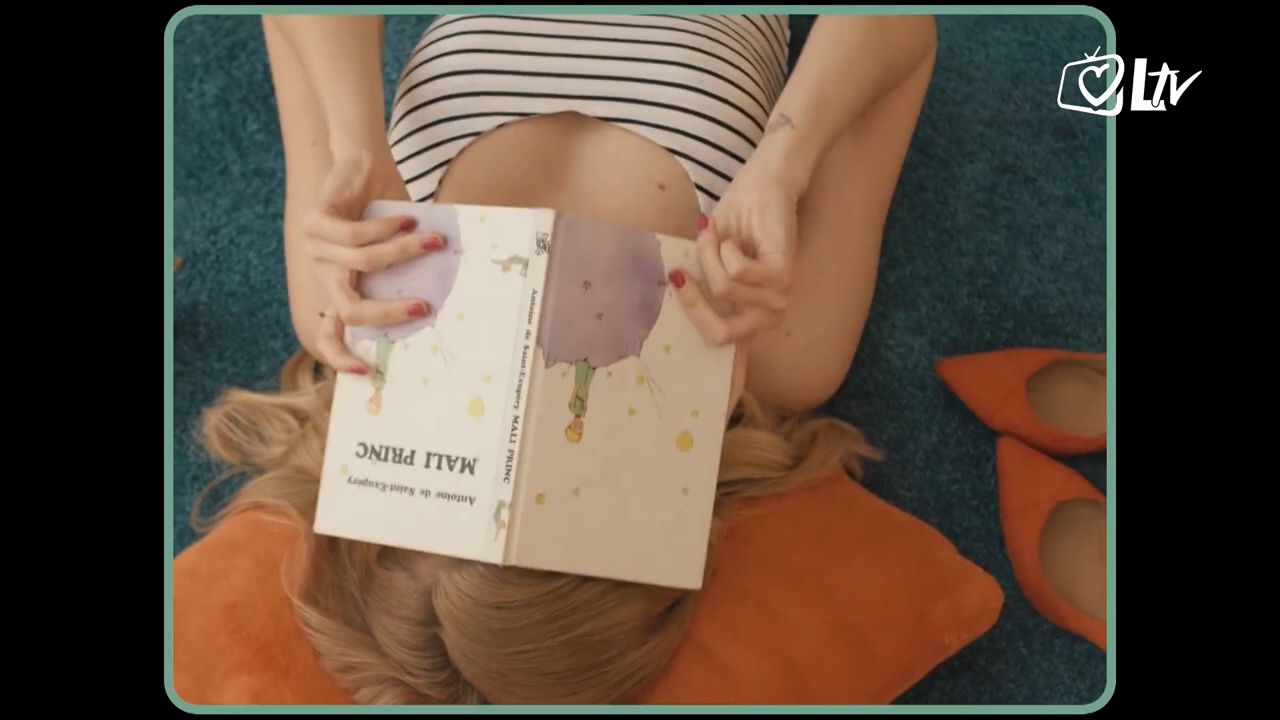 LTV
Antoine de Saint-Exupéry MALI PRINC
MALI PRINC
Antoine de Saint-Exupéry